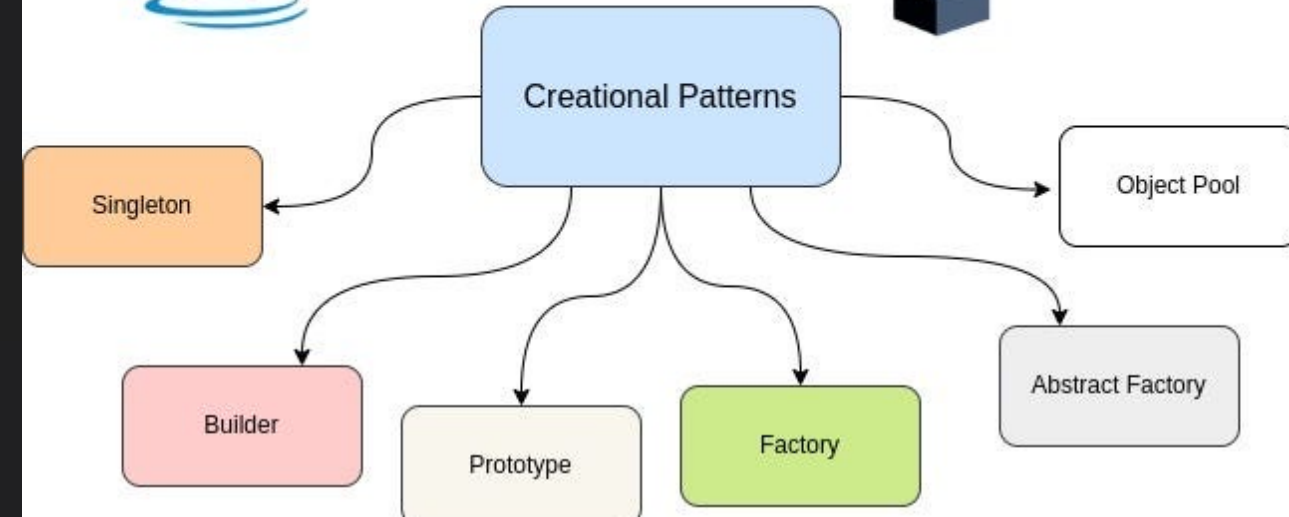 Creational Patterns
Singleton
Object Pool
Builder
Prototype
Factory
Abstract Factory